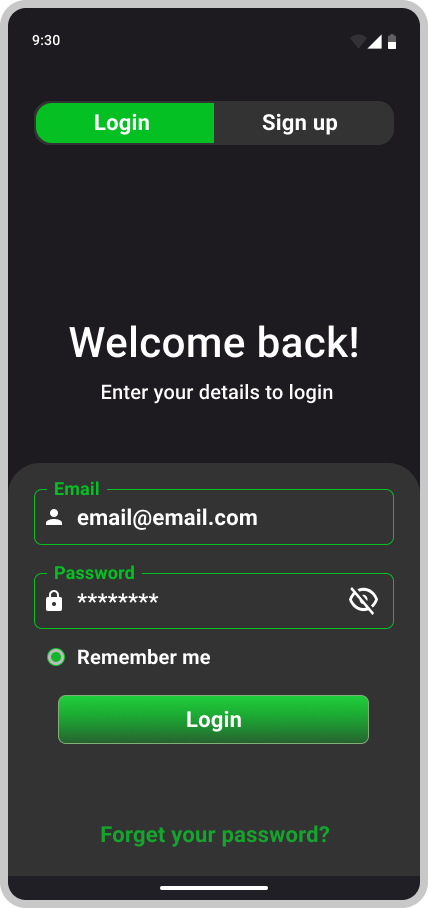 9:30
Login Sign up
Welcome back!
Enter your details to login
Email
email@email.com
Password
********
Remember me
Login
Forget your password?